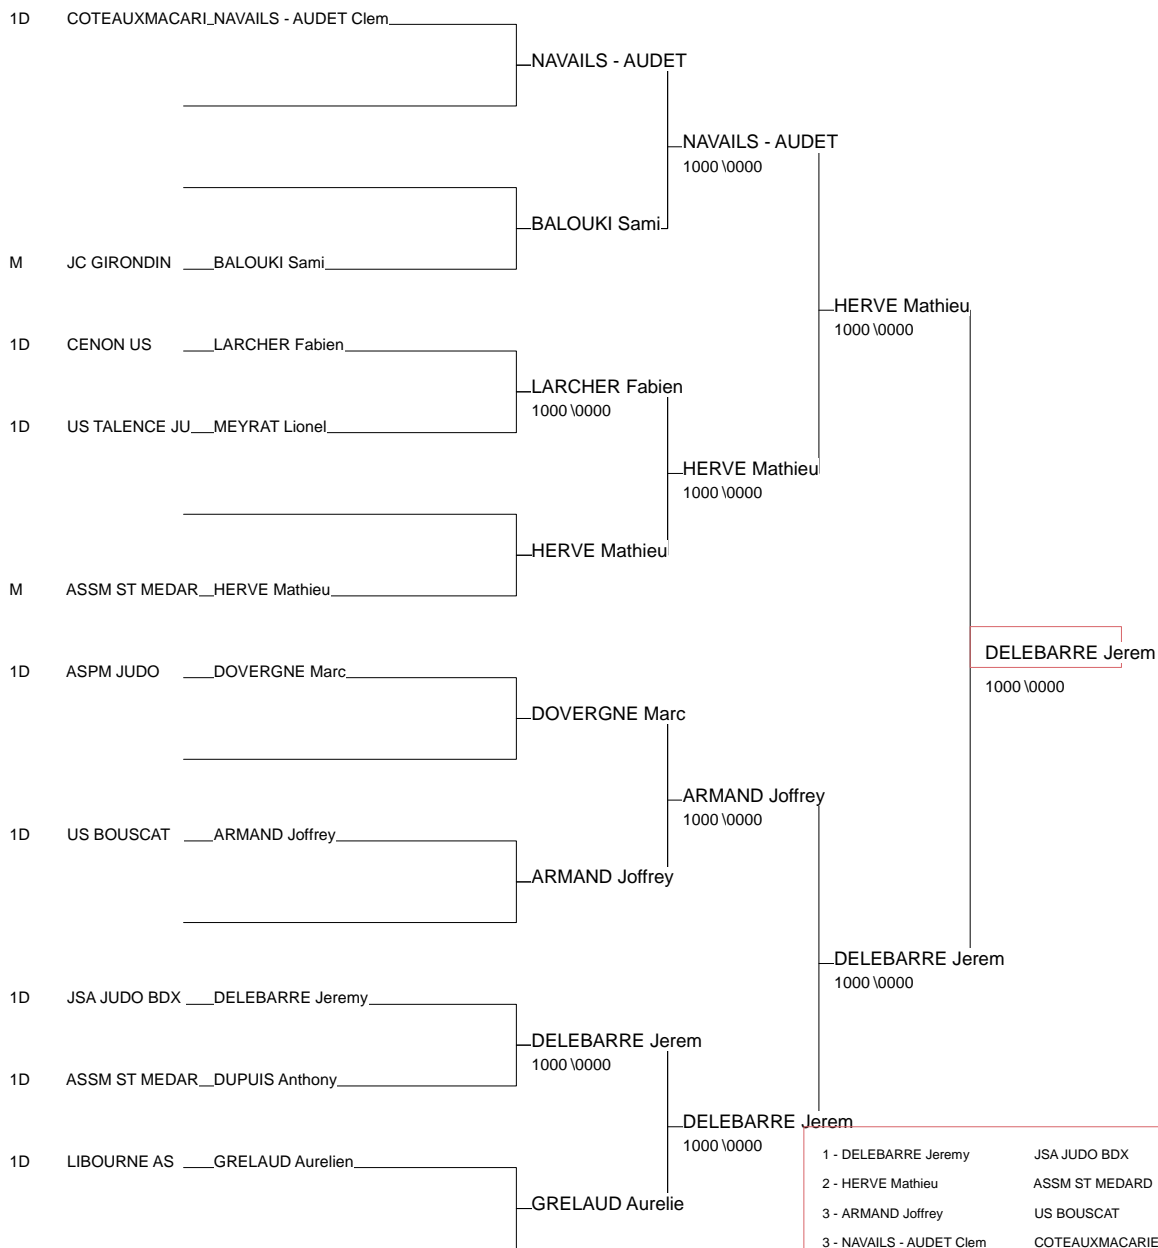 1D COTEAUXMACARI NAVAILS - AUDET Clem
NAVAILS - AUDET
NAVAILS - AUDET
1000 \0000
BALOUKI Sami
M JC GIRONDIN BALOUKI Sami
HERVE Mathieu
1000 \0000
1D CENON US LARCHER Fabien
LARCHER Fabien
1000 \0000
1D US TALENCE JU MEYRAT Lionel
HERVE Mathieu
1000 \0000
HERVE Mathieu
M ASSM ST MEDAR HERVE Mathieu
DELEBARRE Jerem
1000 \0000
1D ASPM JUDO DOVERGNE Marc
DOVERGNE Marc
ARMAND Joffrey
1000 \0000
1D US BOUSCAT ARMAND Joffrey
ARMAND Joffrey
DELEBARRE Jerem
1000 \0000
1D JSA JUDO BDX DELEBARRE Jeremy
DELEBARRE Jerem
1000 \0000
1D ASSM ST MEDAR DUPUIS Anthony
DELEBARRE Jerem
1000 \0000
1D LIBOURNE AS GRELAUD Aurelien
GRELAUD Aurelie
1 - DELEBARRE Jeremy JSA JUDO BDX
2 - HERVE Mathieu ASSM ST MEDARD
3 - ARMAND Joffrey US BOUSCAT
3 - NAVAILS - AUDET Clem COTEAUXMACARIE